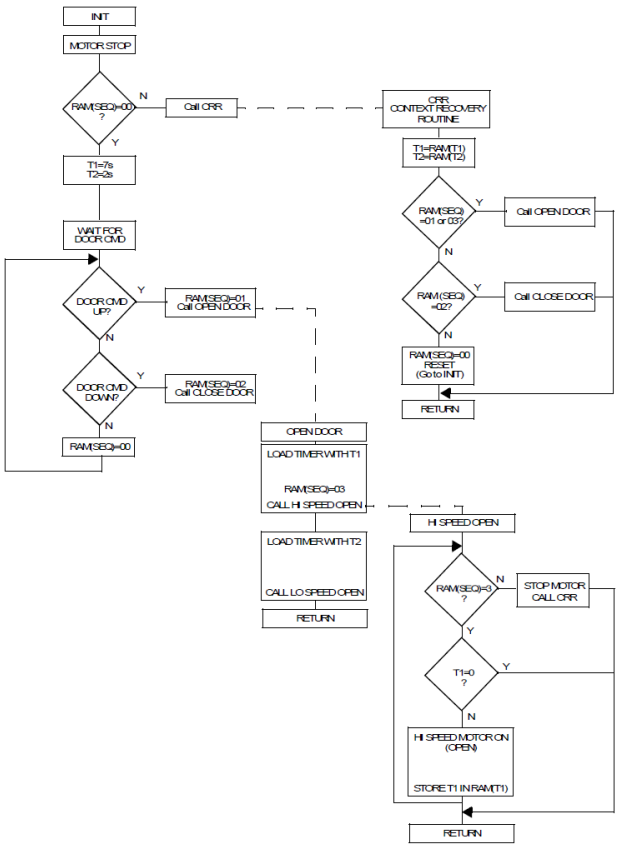 INIT
MOTOR STOP
RAM(SEQ)=00
?
N
Y
Call CRR
T1=7s
T2=2s
WAIT FOR
DOOR CMD
DOOR CMD
UP?
Y
N
RAM(SEQ)=01
Call OPEN DOOR
DOOR CMD
DOWN?
Y
N
RAM(SEQ)=02
Call CLOSE DOOR
RAM(SEQ)=00
CRR
CONTEXT RECOVERY
ROUTINE
T1=RAM(T1)
T2=RAM(T2)
RAM(SEQ)
=01 or 03?
Y
N
Call OPEN DOOR
RAM (SEQ)
=02?
Y
N
Call CLOSE DOOR
RAM(SEQ)=00
RESET
(Go to INIT)
RETURN
OPEN DOOR
LOAD TIMER WITH T1
RAM(SEQ)=03
CALL HI SPEED OPEN
LOAD TIMER WITH T2
CALL LO SPEED OPEN
RETURN
HI SPEED OPEN
RAM(SEQ)=3
?
N
Y
STOP MOTOR
CALL CRR
T1=0
?
Y
N
HI SPEED MOTOR ON
(OPEN)
STORE T1 IN RAM(T1)
RETURN